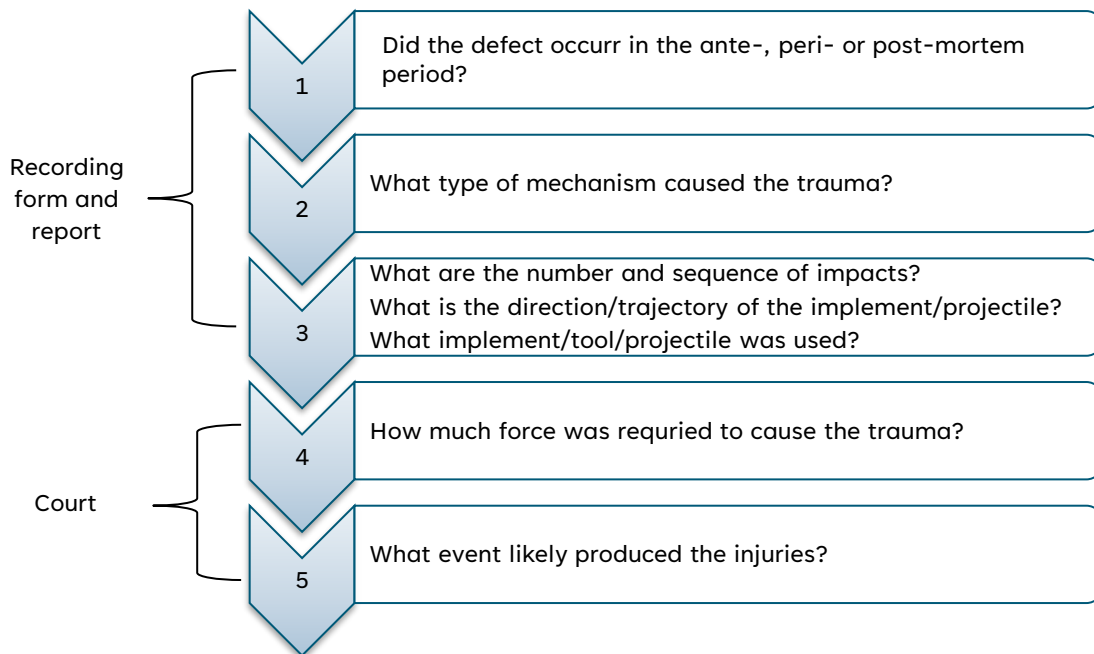 Did the defect occurr in the ante-, peri- or post-mortem
period?
1
Recording
form and
report
What type of mechanism caused the trauma?
2
What are the number and sequence of impacts?
What is the direction/trajectory of the implement/projectile?
What implement/tool/projectile was used?
3
How much force was requried to cause the trauma?
4
Court
What event likely produced the injuries?
5